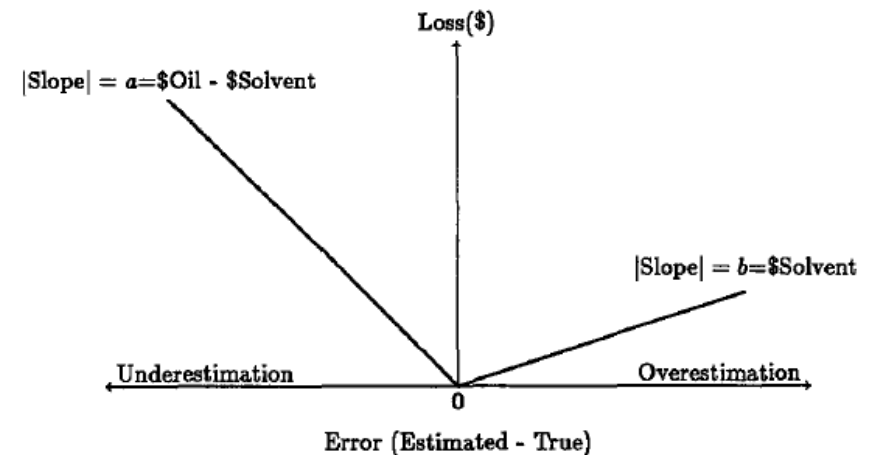 Loss($)
|Slope| = a=$Oil - $Solvent
|Slope| = b=$Solvent
Underestimation
Overestimation
0
Error (Estimated - True)